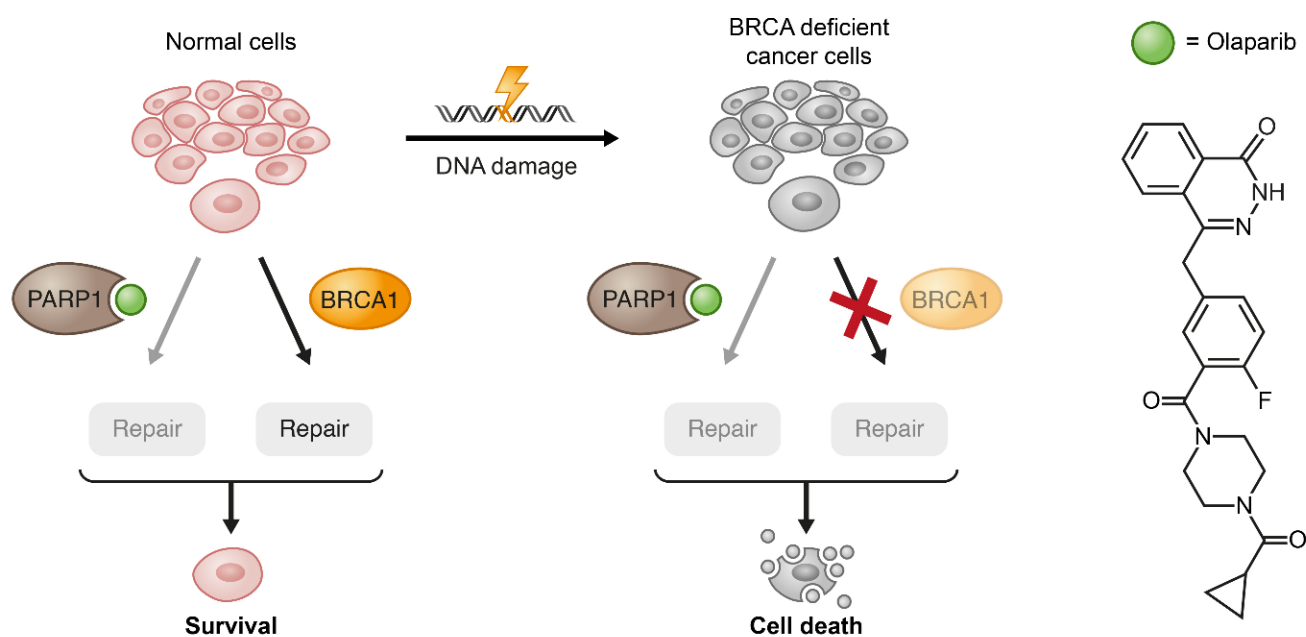 Normal cells
DNA damage
BRCA deficient
cancer cells
= Olaparib
PARP1
BRCA1
PARP1
BRCA1
Repair
Repair
Repair
Repair
Survival
Cell death
O
NH
N
F
O
N
N
O